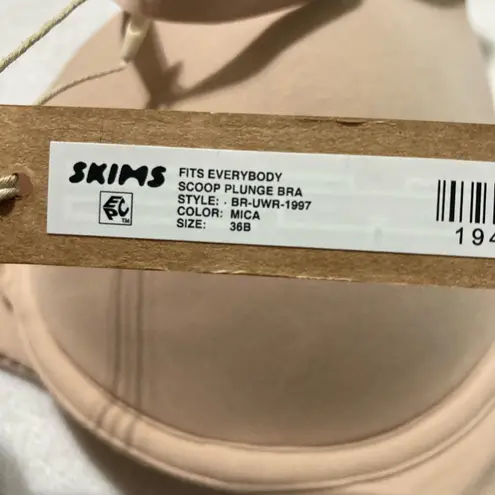 SKIMS
FITS EVERYBODY
SCOOP PLUNGE BRA
STYLE: · BR-UWR-1997
COLOR: MICA
SIZE: 36B
194